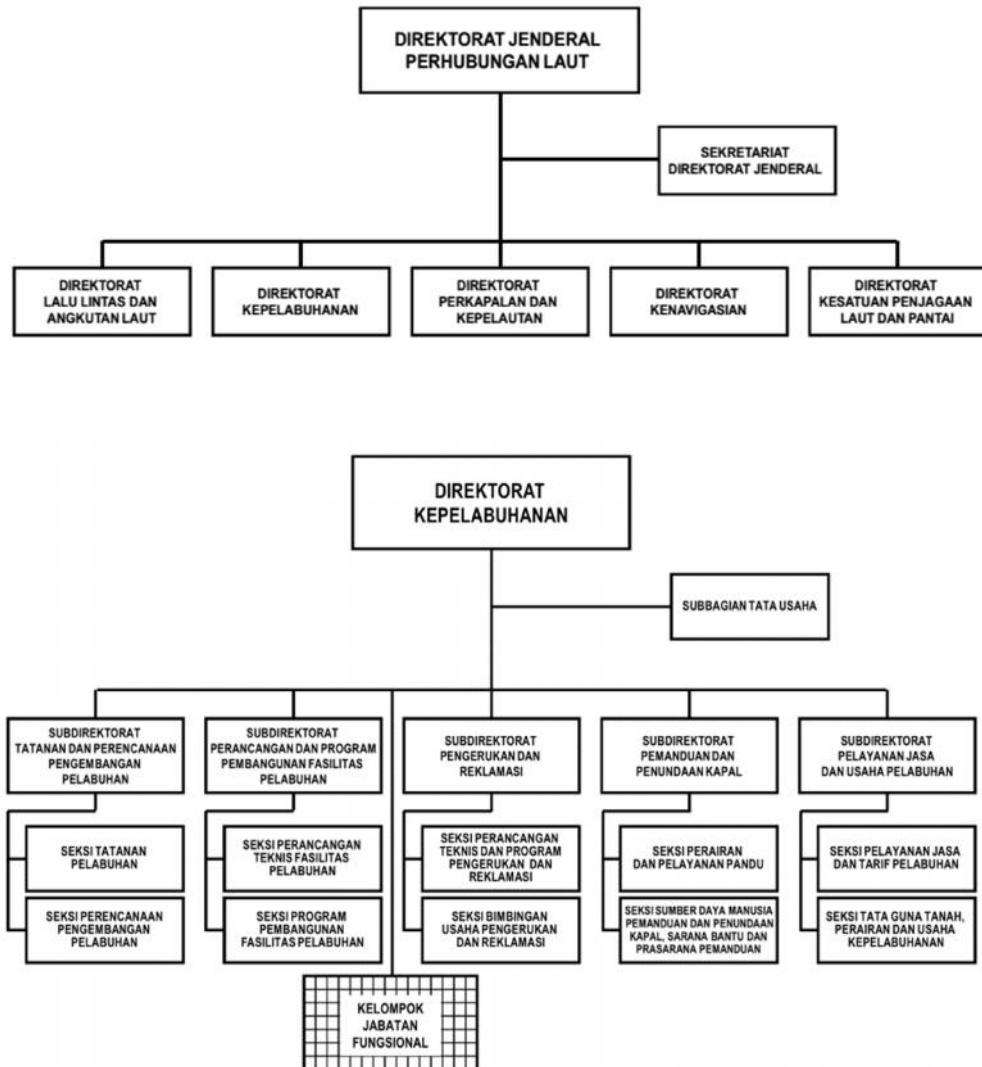 DIREKTORAT JENDERAL
PERHUBUNGAN LAUT
SEKRETARIAT
DIREKTORAT JENDERAL
DIREKTORAT
LALU LINTAS DAN
ANGKUTAN LAUT
DIREKTORAT
KEPELABUHANAN
DIREKTORAT
PERKAPALAN DAN
KEPELAUTAN
DIREKTORAT
KENAVIGASIAN
DIREKTORAT
KESATUAN PENJAGAAN
LAUT DAN PANTAI
DIREKTORAT
KEPELABUHANAN
SUBBAGIAN TATA USAHA
SUBDIREKTORAT
TATANAN DAN PERENCANAAN
PENGEMBANGAN
PELABUHAN
SUBDIREKTORAT
PERANCANGAN DAN PROGRAM
PEMBANGUNAN FASILITAS
PELABUHAN
SUBDIREKTORAT
PENGERUKAN DAN
REKLAMASI
SUBDIREKTORAT
PEMANDUAN DAN
PENUNDAAN KAPAL
SUBDIREKTORAT
PELAYANAN JASA
DAN USAHA PELABUHAN
SEKSI TATANAN
PELABUHAN
SEKSI PERANCANGAN
TEKNIS FASILITAS
PELABUHAN
SEKSI PERANCANGAN
TEKNIS DAN PROGRAM
PENGERUKAN DAN
REKLAMASI
SEKSI PERAIRAN
DAN PELAYANAN PANDU
SEKSI PELAYANAN JASA
DAN TARIF PELABUHAN
SEKSI PERENCANAAN
PENGEMBANGAN
PELABUHAN
SEKSI PROGRAM
PEMBANGUNAN
FASILITAS PELABUHAN
SEKSI BIMBINGAN
USAHA PENGERUKAN
DAN REKLAMASI
SEKSI SUMBER DAYA MANUSIA
PEMANDUAN DAN PENUNDAAN
KAPAL, SARANA BANTU DAN
PRASARANA PEMANDUAN
SEKSI TATA GUNA TANAH,
PERAIRAN DAN USAHA
KEPELABUHANAN
KELOMPOK
JABATAN
FUNGSIONAL